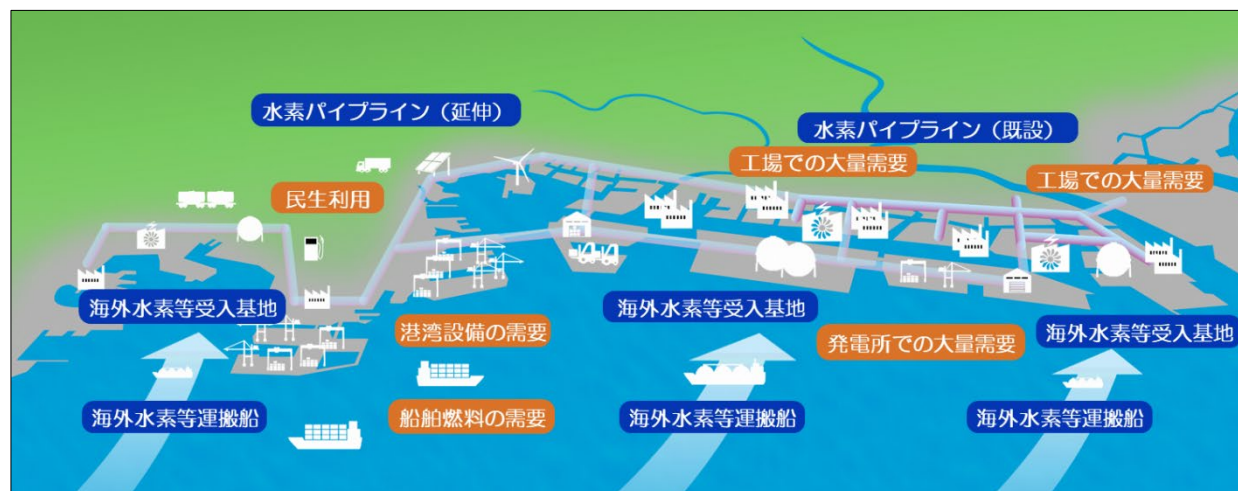 水素パイプライン（延伸）
水素パイプライン（既設）
工場での大量需要
工場での大量需要
民生利用
海外水素等受入基地
海外水素等受入基地
港湾設備の需要
発電所での大量需要
海外水素等受入基地
海外水素等運搬船
船舶燃料の需要
海外水素等運搬船
海外水素等運搬船